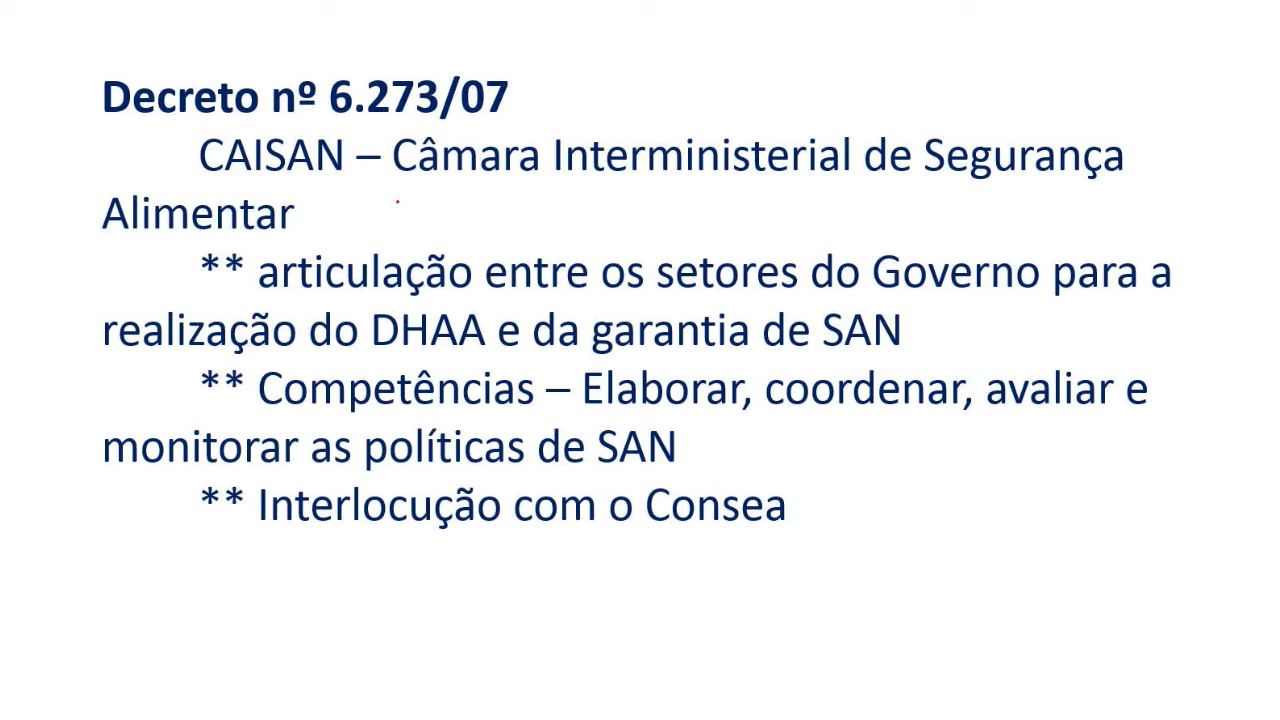 Decreto nº 6.273/07
CAISAN – Câmara Interministerial de Segurança
Alimentar
** articulação entre os setores do Governo para a
realização do DHAA e da garantia de SAN
** Competências – Elaborar, coordenar, avaliar e
monitorar as políticas de SAN
** Interlocução com o Consea